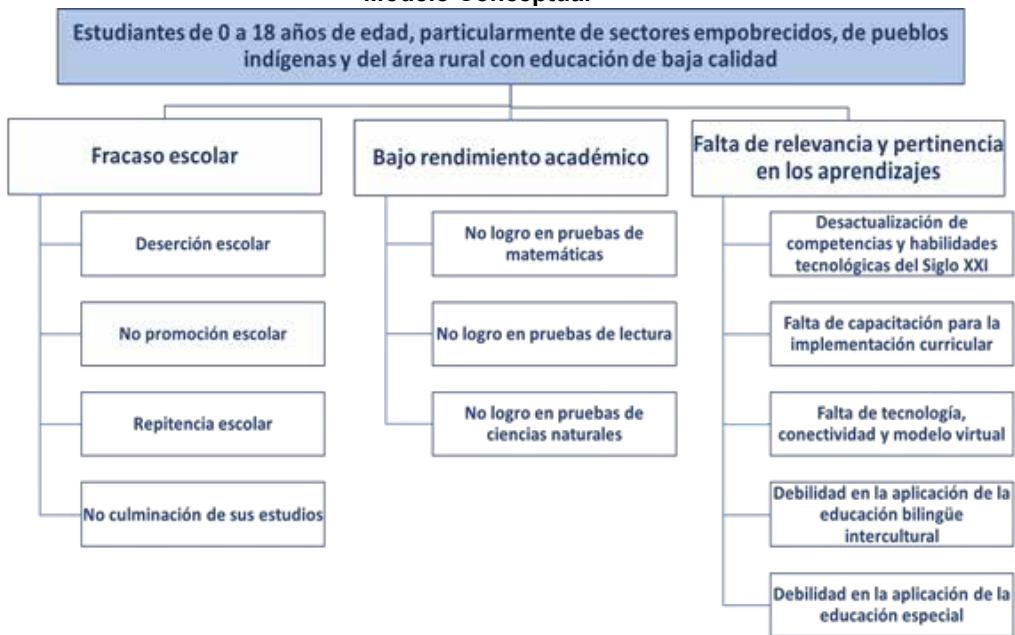 Modelo Conceptual
Estudiantes de 0 a 18 años de edad, particularmente de sectores empobrecidos, de pueblos
indígenas y del área rural con educación de baja calidad
Fracaso escolar
Deserción escolar
No promoción escolar
Repitencia escolar
No culminación de sus estudios
Bajo rendimiento académico
No logro en pruebas de
matemáticas
No logro en pruebas de lectura
No logro en pruebas de
ciencias naturales
Falta de relevancia y pertinencia
en los aprendizajes
Desactualización de
competencias y habilidades
tecnológicas del Siglo XXI
Falta de capacitación para la
implementación curricular
Falta de tecnología,
conectividad y modelo virtual
Debilidad en la aplicación de la
educación bilingüe
intercultural
Debilidad en la aplicación de la
educación especial